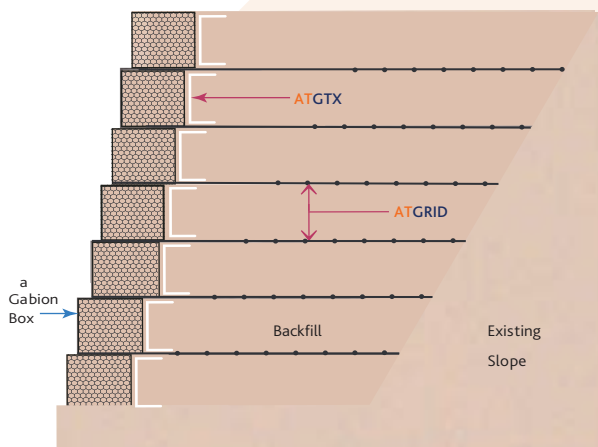 ATGTX
ATGRID
a
Gabion
Box
Backfill
Existing
Slope